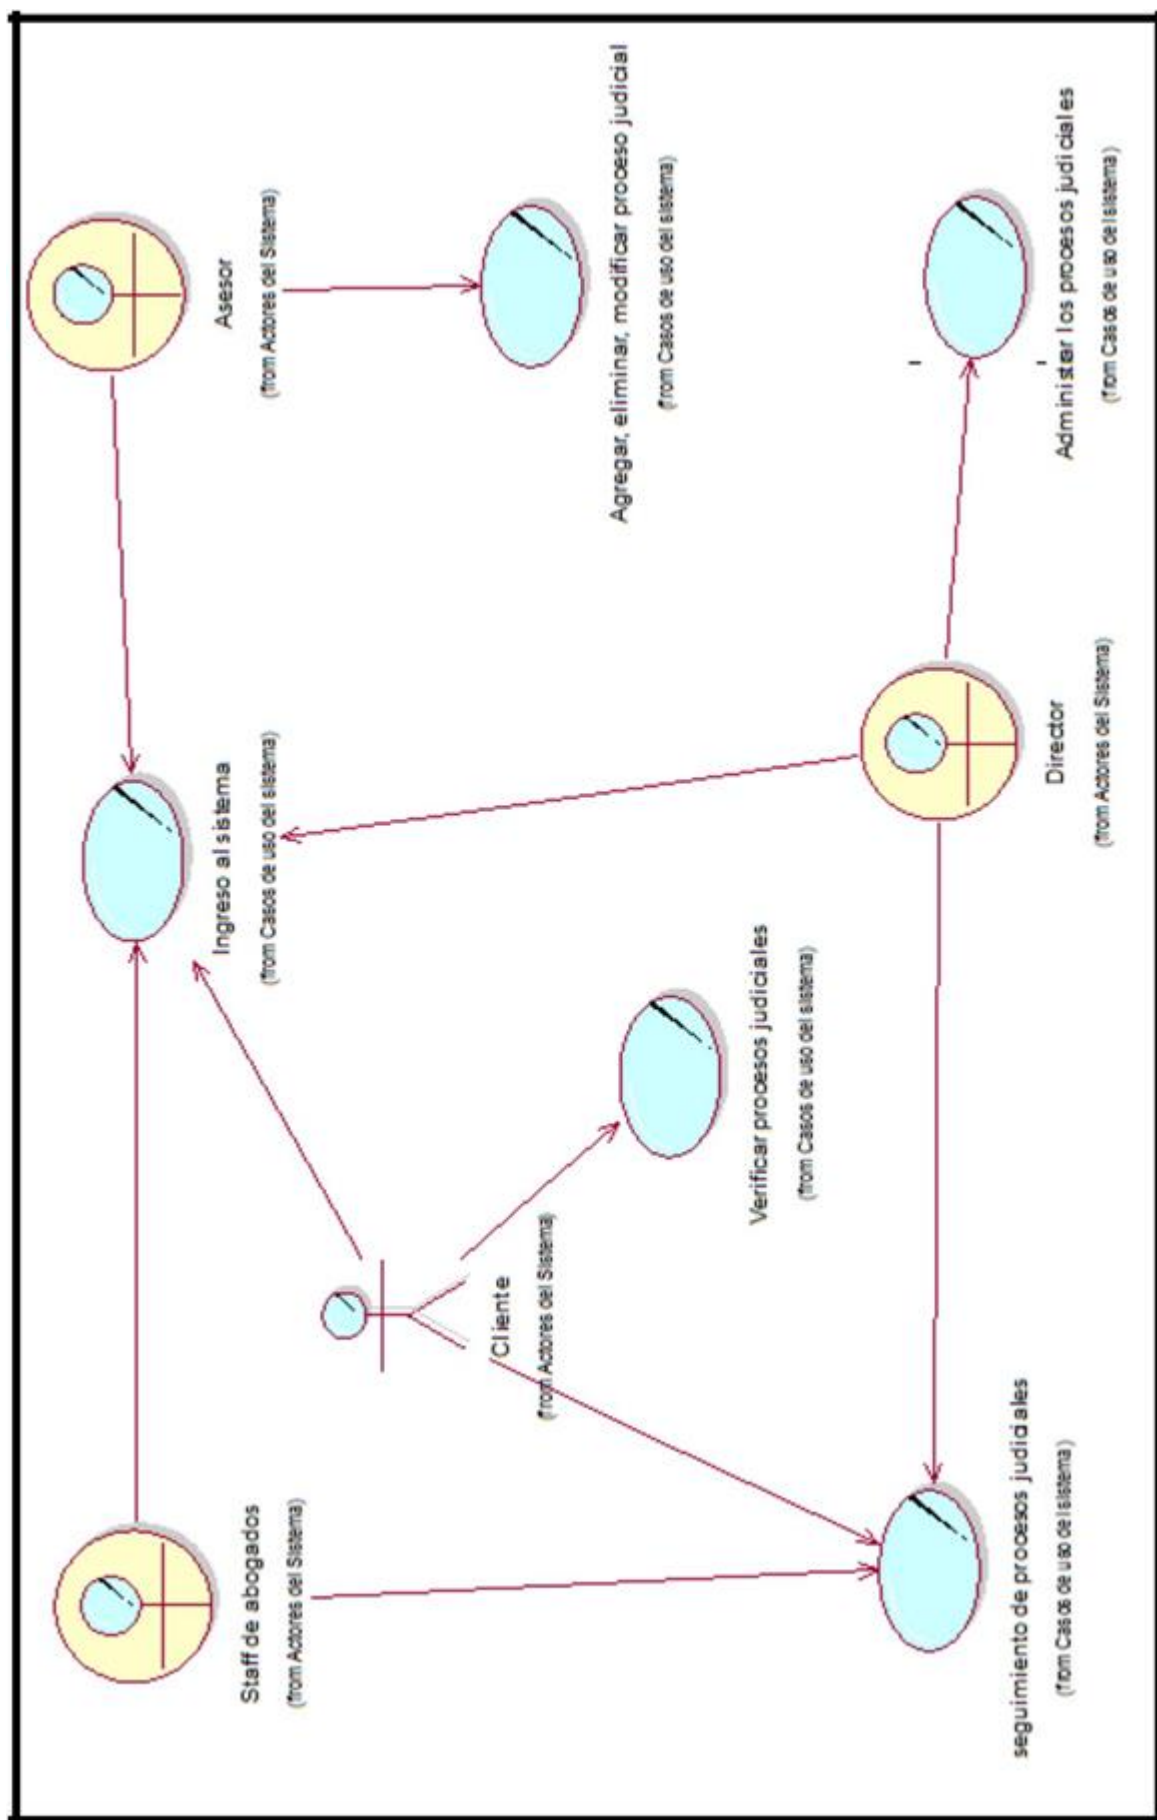 Staff de abogados
(from Actores del Sistema)
Ingreso al sistema
(from Casos de uso del sistema)
Asesor
(from Actores del Sistema)
Cliente
(from Actores del Sistema)
Agregar, eliminar, modificar proceso judicial
(from Casos de uso del sistema)
Verificar procesos judiciales
(from Casos de uso del sistema)
seguimiento de procesos judiciales
(from Casos de uso del sistema)
Director
(from Actores del Sistema)
Administrar los procesos judiciales
(from Casos de uso del sistema)